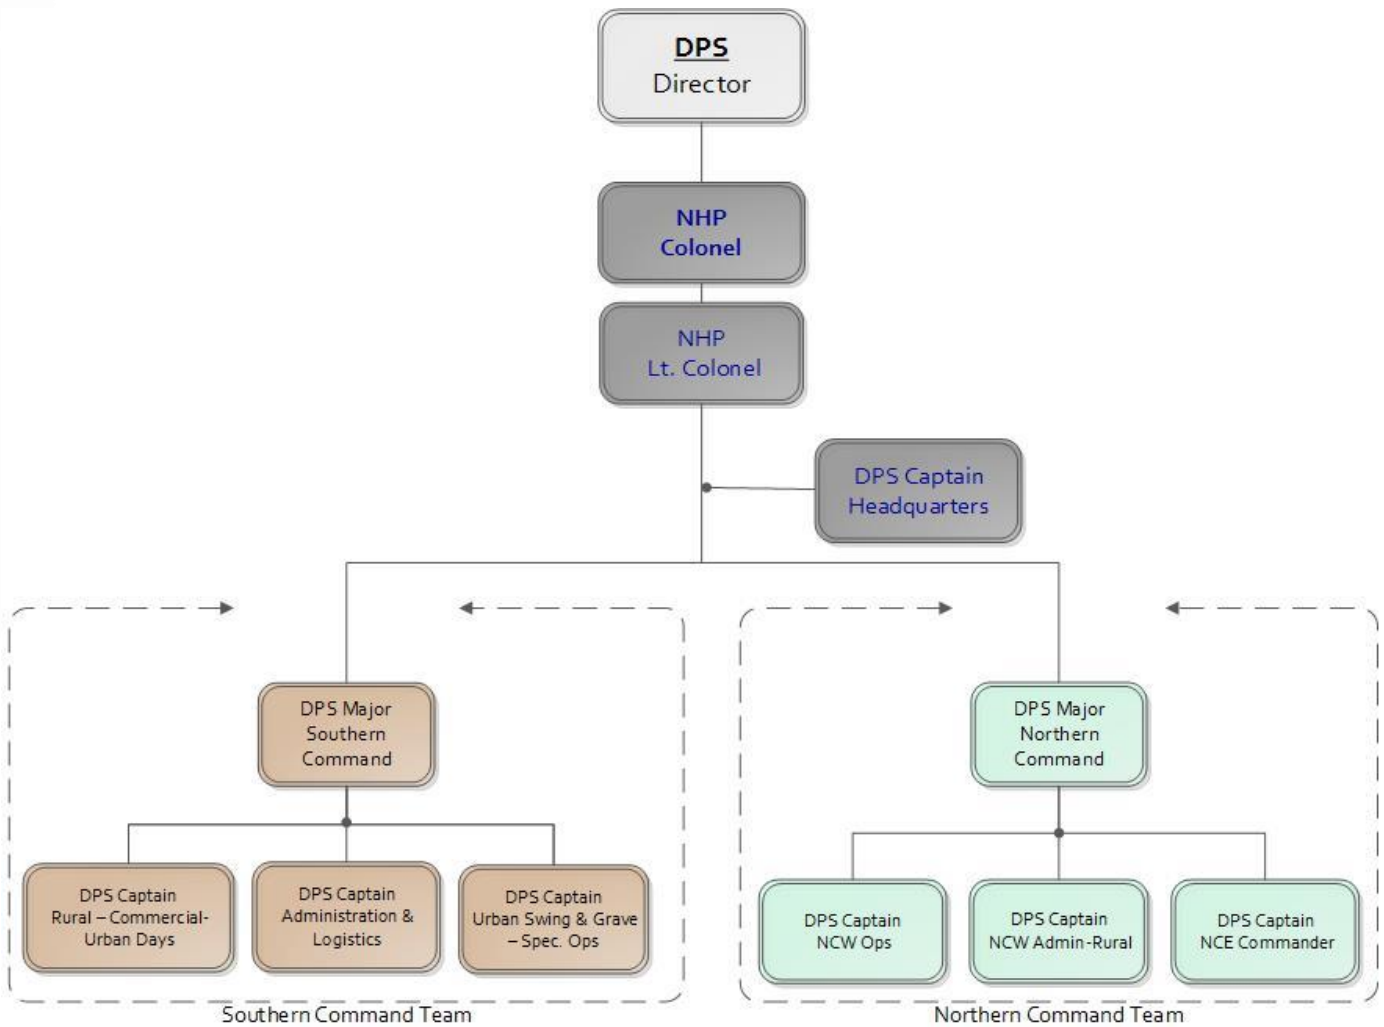 DPS
Director
NHP
Colonel
NHP
Lt. Colonel
DPS Captain
Headquarters
DPS Major
Southern
Command
DPS Major
Northern
Command
DPS Captain
Rural – Commercial-
Urban Days
DPS Captain
Administration &
Logistics
DPS Captain
Urban Swing & Grave
– Spec. Ops
DPS Captain
NCW Ops
DPS Captain
NCW Admin-Rural
DPS Captain
NCE Commander
Southern Command Team
Northern Command Team